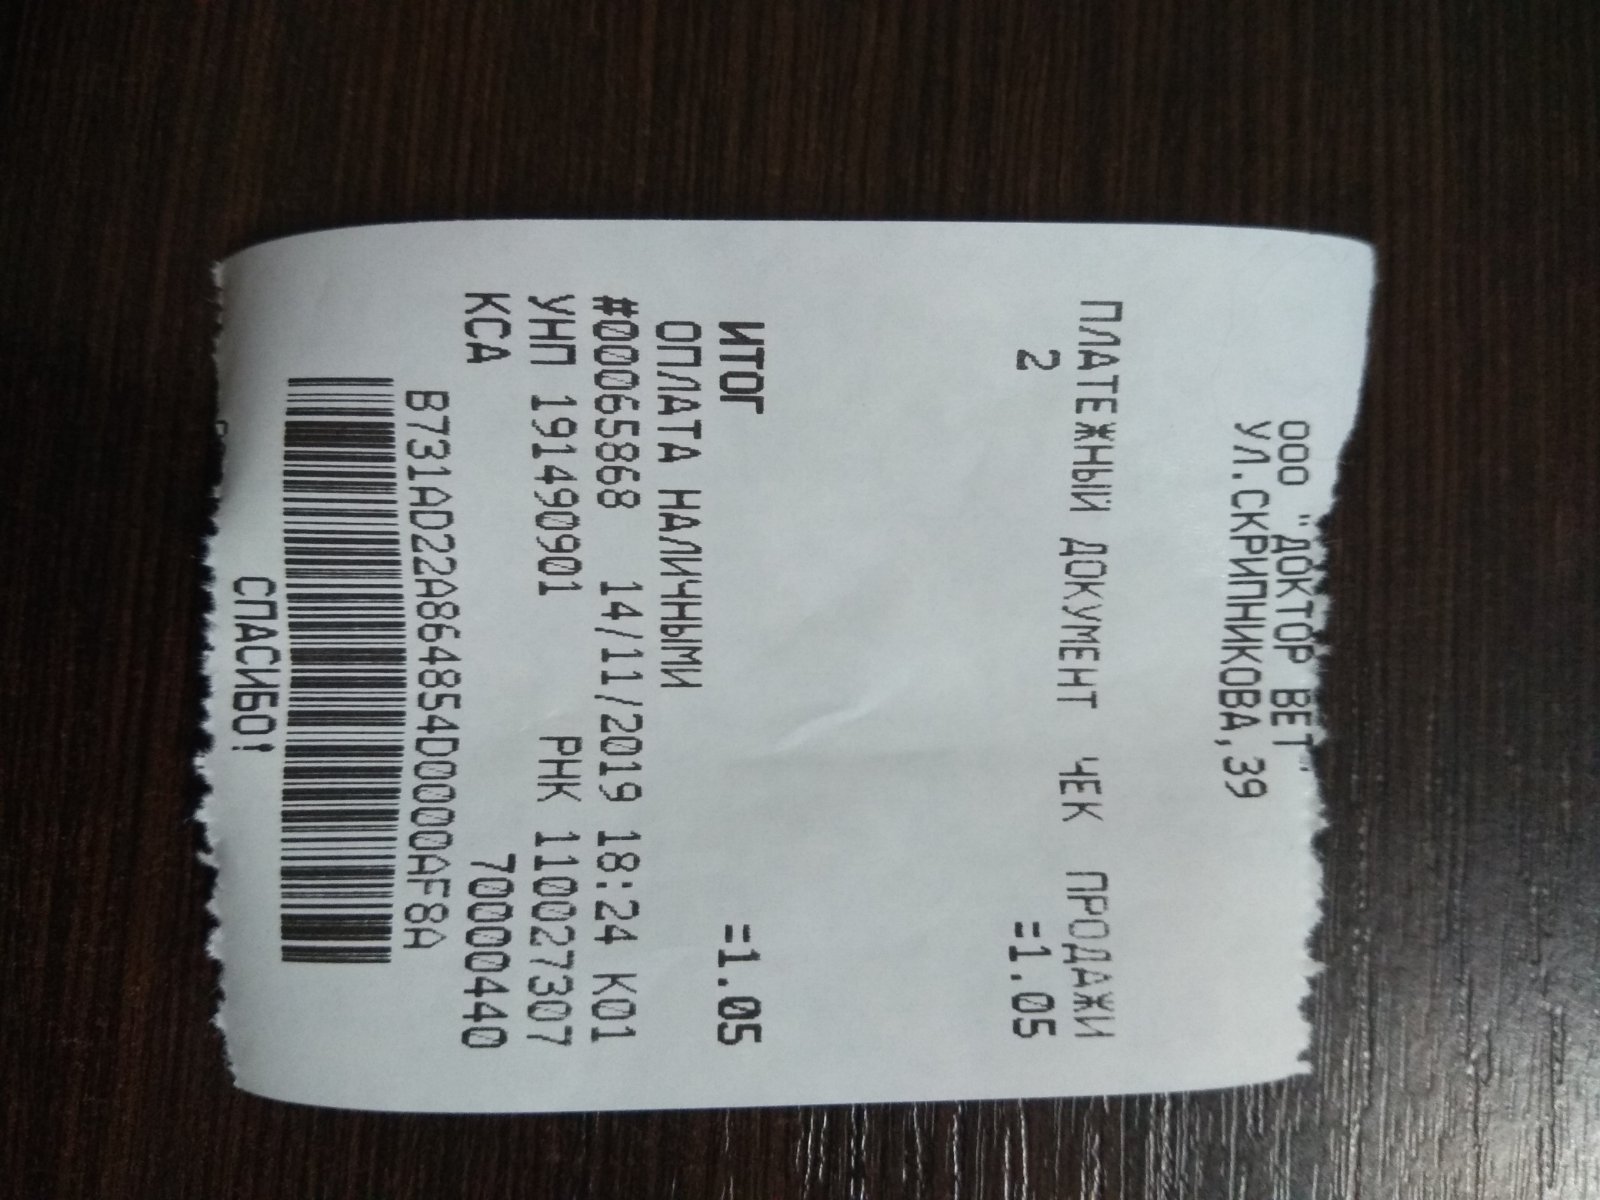 ООО "ДОКТОР ВЕТ"
УЛ.СКРИПНИКОВА,39
ПЛАТЕЖНЫЙ ДОКУМЕНТ ЧЕК ПРОДАЖИ
2 =1.05
ИТОГ =1.05
ОПЛАТА НАЛИЧНЫМИ
#00065868 14/11/2019 18:24 К01
УНП 191490901 РНК 110027307
КСА 70000440
B731AD22A864854D0000AF8A
СПАСИБО!